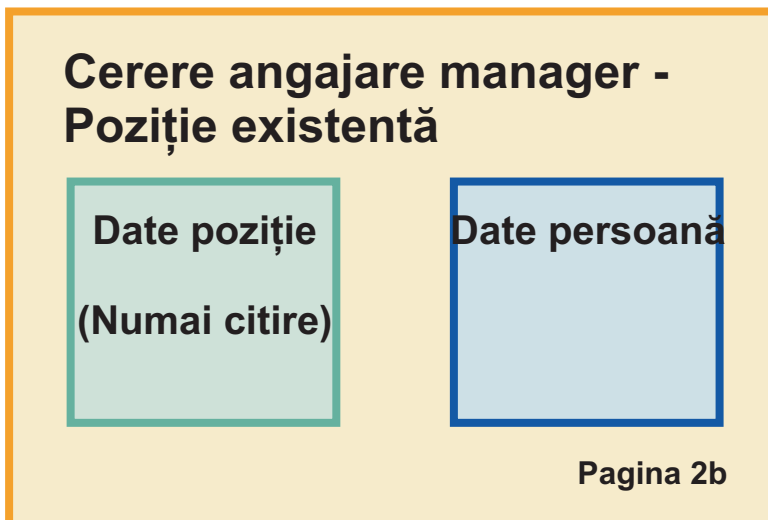 Cerere angajare manager -
Poziție existentă
Date poziție
(Numai citire)
Date persoană
Pagina 2b